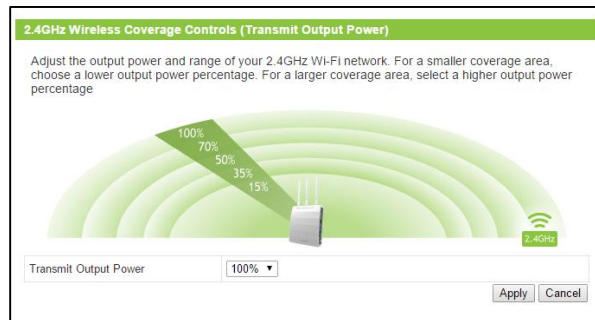 2.4GHz Wireless Coverage Controls (Transmit Output Power)
Adjust the output power and range of your 2.4GHz Wi-Fi network. For a smaller coverage area,
choose a lower output power percentage. For a larger coverage area, select a higher output power
percentage
100%
70%
50%
35%
15%
2.4GHz
Transmit Output Power 100%
Apply Cancel